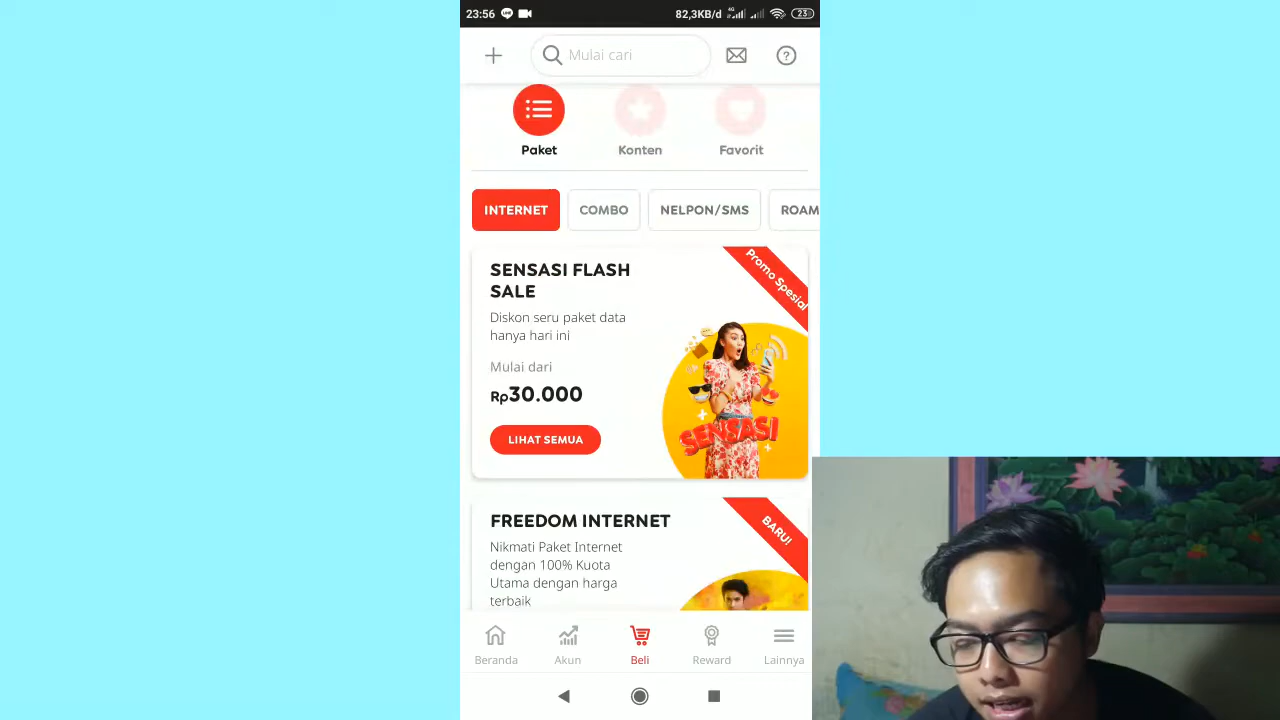 23:56
82,3KB/d 4G 23
Mulai cari
Paket
Konten
Favorit
INTERNET
COMBO
NELPON/SMS
ROAM
SENSASI FLASH
SALE
Promo Spesial
Diskon seru paket data
hanya hari ini
Mulai dari
Rp30.000
LIHAT SEMUA
SENSASI
FREEDOM INTERNET
BARU!
Nikmati Paket Internet
dengan 100% Kuota
Utama dengan harga
terbaik
Beranda
Akun
Beli
Reward
Lainnya